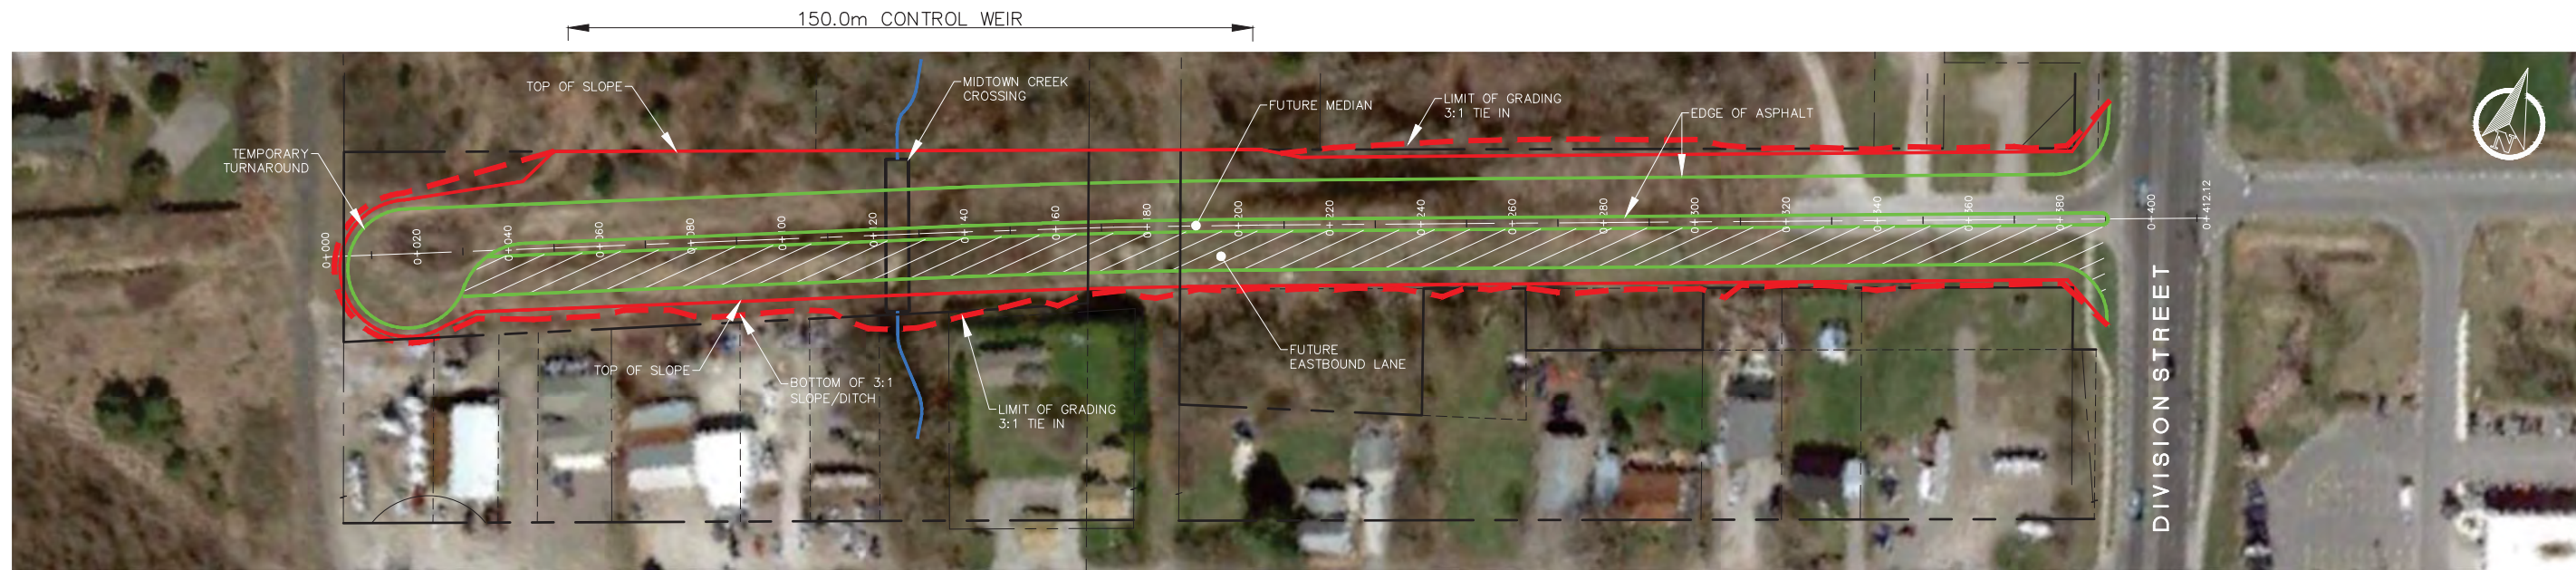 150.0m CONTROL WEIR
TOP OF SLOPE
MIDTOWN CREEK
CROSSING
FUTURE MEDIAN
LIMIT OF GRADING
3:1 TIE IN
EDGE OF ASPHALT
TEMPORARY
TURNAROUND
0+000
0+020
0+040
0+060
0+080
0+100
0+120
0+140
0+160
0+180
0+200
0+220
0+240
0+260
0+280
0+300
0+320
0+340
0+360
0+380
0+400
0+412.12
TOP OF SLOPE
BOTTOM OF 3:1
SLOPE/DITCH
LIMIT OF GRADING
3:1 TIE IN
FUTURE
EASTBOUND LANE
DIVISION STREET
N